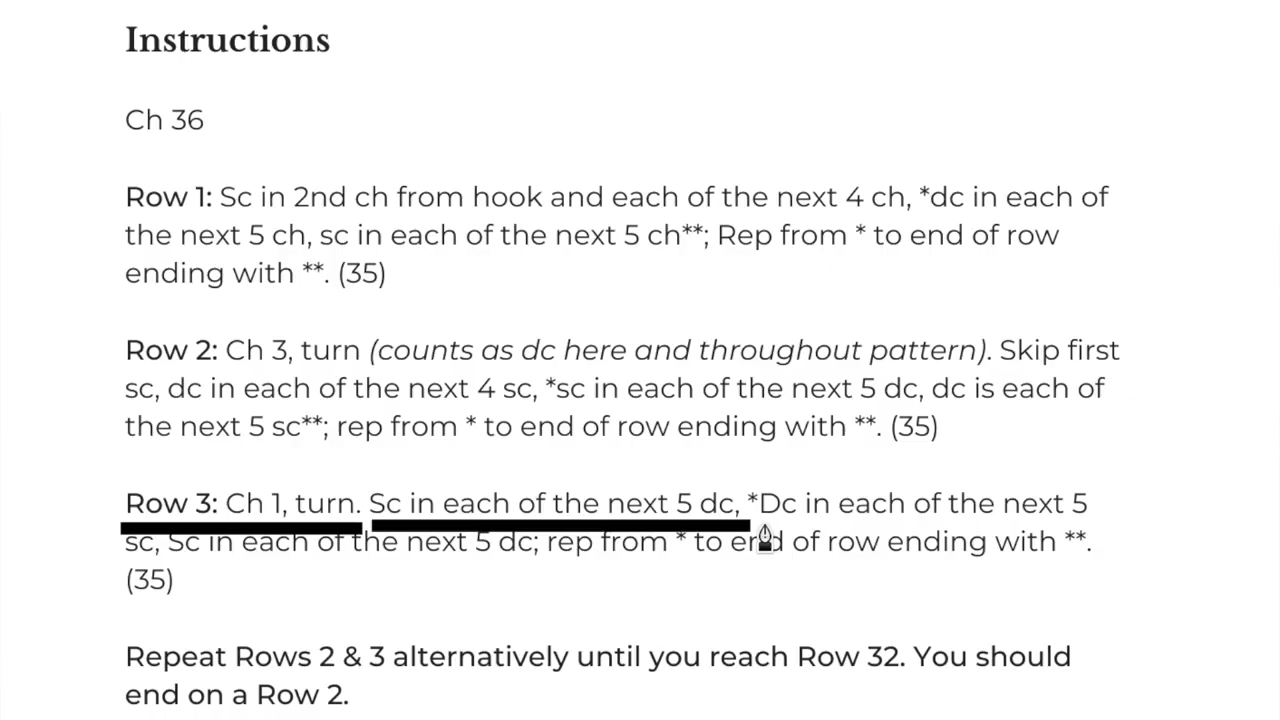 Instructions
Ch 36
Row 1: Sc in 2nd ch from hook and each of the next 4 ch, *dc in each of
the next 5 ch, sc in each of the next 5 ch**; Rep from * to end of row
ending with **. (35)
Row 2: Ch 3, turn (counts as dc here and throughout pattern). Skip first
sc, dc in each of the next 4 sc, *sc in each of the next 5 dc, dc is each of
the next 5 sc**; rep from * to end of row ending with **. (35)
Row 3: Ch 1, turn. Sc in each of the next 5 dc, *Dc in each of the next 5
sc, Sc in each of the next 5 dc; rep from * to end of row ending with **.
(35)
Repeat Rows 2 & 3 alternatively until you reach Row 32. You should
end on a Row 2.